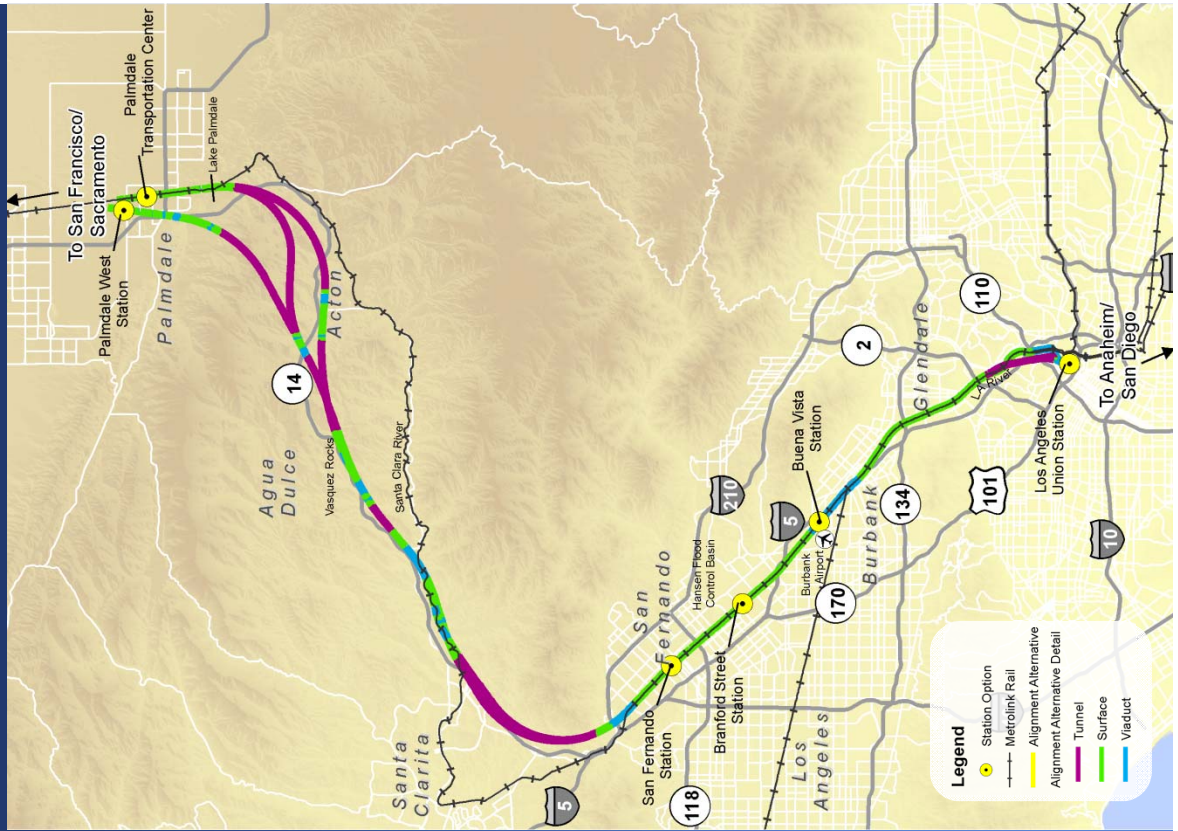 To San Francisco/
Sacramento
Palmdale West
Station
Palmdale
Transportation Center
Palmdale
Lake Palmdale
Agua
Dulce
14
Acton
Vasquez Rocks
Santa Clara River
Santa
Clarita
5
San
Fernando
San Fernando
Station
118
Hansen Flood
Control Basin
Branford Street
Station
210
5
Los
Angeles
Buena Vista
Station
Burbank
Airport
170
Burbank
2
134
Glendale
110
101
LA River
Los Angeles
Union Station
10
To Anaheim/
San Diego
Legend
Station Option
Metrolink Rail
Alignment Alternative
Alignment Alternative Detail
Tunnel
Surface
Viaduct